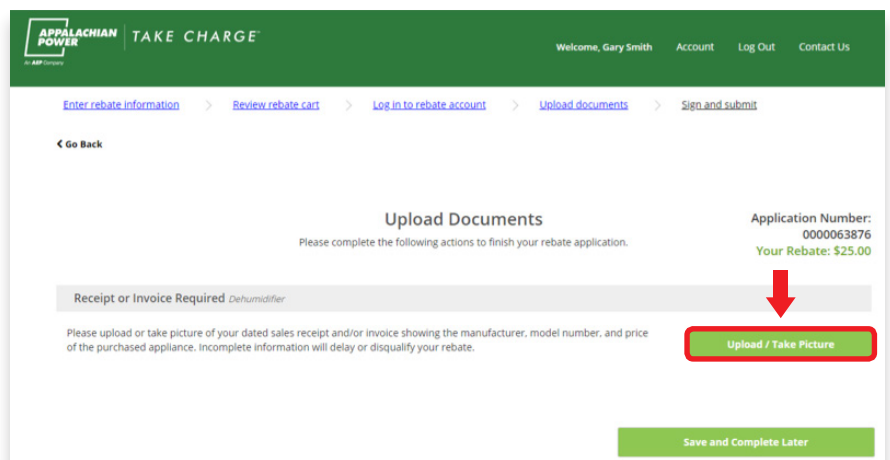 APPALACHIAN
POWER
An AEP Company
TAKE CHARGE
Welcome, Gary Smith Account Log Out Contact Us
Enter rebate information > Review rebate cart > Log in to rebate account > Upload documents > Sign and submit
< Go Back
Upload Documents
Please complete the following actions to finish your rebate application.
Application Number:
0000063876
Your Rebate: $25.00
Receipt or Invoice Required Dehumidifier
Please upload or take picture of your dated sales receipt and/or invoice showing the manufacturer, model number, and price
of the purchased appliance. Incomplete information will delay or disqualify your rebate.
Upload / Take Picture
Save and Complete Later